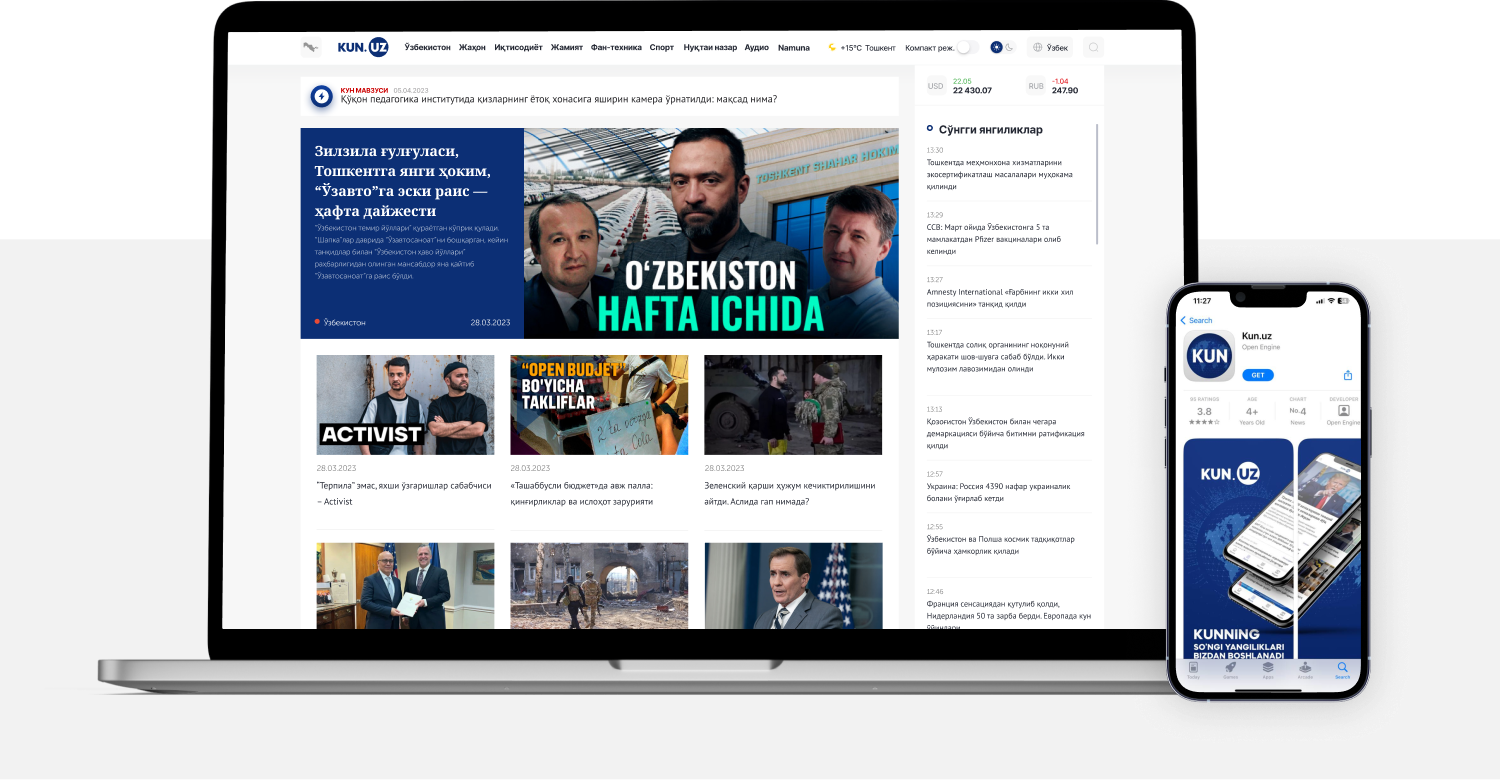 KUN.UZ
Ўзбекистон Жаҳон Иқтисодиёт Жамият Фан-техника Спорт Нуқтаи назар Аудио Namuna
+15°C Тошкент
Компакт реж.
Ўзбек
КУН МАВЗУСИ 05.04.2023
Қўқон педагогика институтида қизларнинг ётоқ хонасига яширин камера ўрнатилди: мақсад нима?
USD 22.05
22 430.07
RUB -1.04
247.90
Зилзила ғулғуласи,
Тошкентга янги ҳоким,
“Ўзавто”га эски раис —
ҳафта дайжести
“Ўзбекистон темир йўллари” қураётган кўприк қулади.
“Шапка”лар даврида “Ўзавтосаноат”ни бошқарган, кейин
танқидлар билан “Ўзбекистон ҳаво йўллари”
раҳбарлигидан олинган мансабдор яна қайтиб
“Ўзавтосаноат”га раис бўлди.
Ўзбекистон 28.03.2023
TOSHKENT SHAHAR HOKIM
O‘ZBEKISTON
HAFTA ICHIDA
ACTIVIST
28.03.2023
“Терпила” эмас, яхши ўзгаришлар сабабчиси
– Activist
“OPEN BUDJET”
BO'YICHA
TAKLIFLAR
2 ta ovozga
Cola
28.03.2023
«Ташаббусли бюджет»да авж палла:
қинғирликлар ва ислоҳот зарурияти
28.03.2023
Зеленский қарши ҳужум кечиктирилишини
айтди. Аслида гап нимада?
Сўнгги янгиликлар
13:30
Тошкентда меҳмонхона хизматларини
экосертификатлаш масалалари муҳокама
қилинди
13:29
ССВ: Март ойида Ўзбекистонга 5 та
мамлакатдан Pfizer вакциналари олиб
келинди
13:27
Amnesty International «Ғарбнинг икки хил
позициясини» танқид қилди
13:17
Тошкентда солиқ органининг ноқонуний
ҳаракати шов-шувга сабаб бўлди. Икки
мулозим лавозимидан олинди
13:13
Қозоғистон Ўзбекистон билан чегара
демаркацияси бўйича битимни ратификация
қилди
12:57
Украина: Россия 4390 нафар украиналик
болани ўғирлаб кетди
12:55
Ўзбекистон ва Польша космик тадқиқотлар
бўйича ҳамкорлик қилади
12:46
Франция сенсациядан қутулиб қолди,
Нидерландия 50 та зарба берди. Европада кун
ўйинлари
11:27
Search
KUN
Kun.uz
Open Engine
GET
95 RATINGS
3.8
AGE
4+
Years Old
CHART
No.4
News
DEVELOPER
Open Engine
KUN.UZ
KUNNING
SO'NGI YANGILIKLARI
BIZDAN BOSHLANADI
Today Games Apps Arcade Search